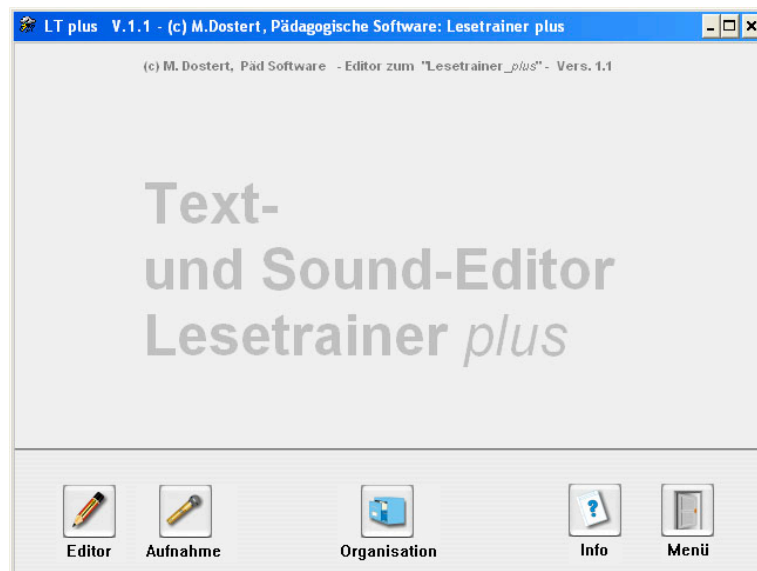 LT plus V.1.1 - (c) M.Dostert, Pädagogische Software: Lesetrainer plus
(c) M. Dostert, Päd Software - Editor zum "Lesetrainer_plus" - Vers. 1.1
Text-
und Sound-Editor
Lesetrainer plus
Editor Aufnahme Organisation Info Menü